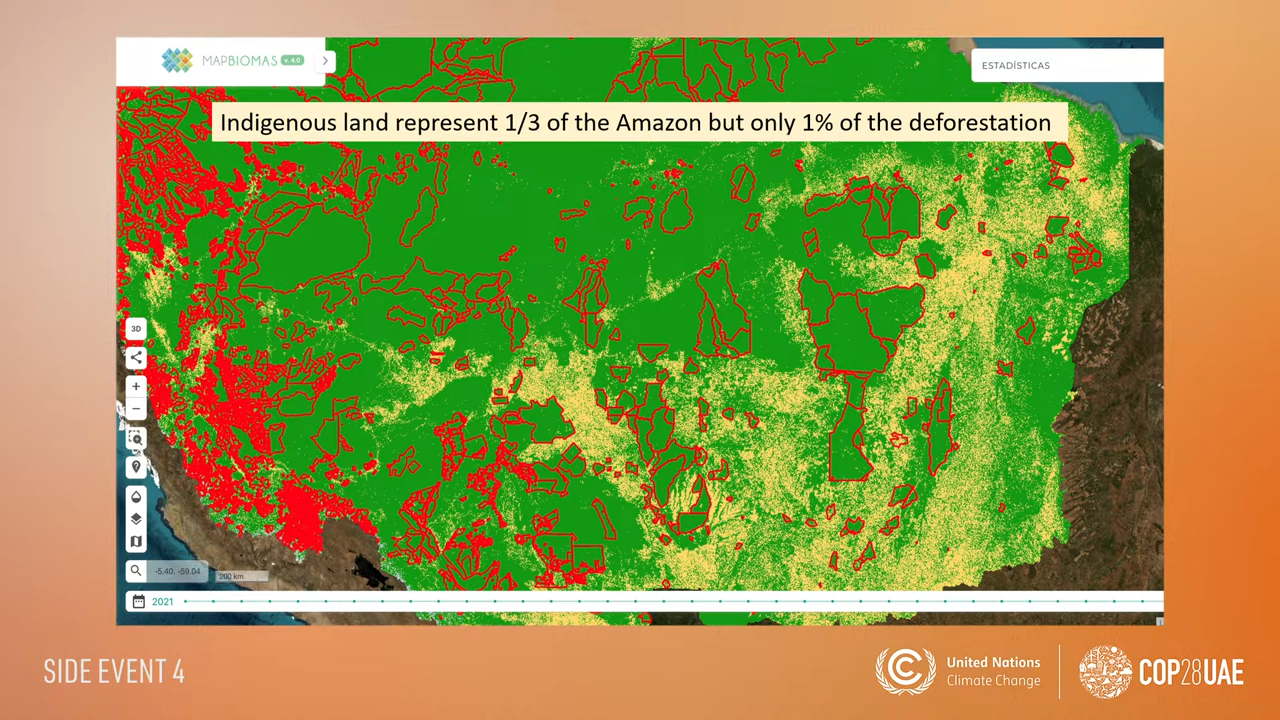 MAPBIOMAS v. 4.0
ESTADÍSTICAS
Indigenous land represent 1/3 of the Amazon but only 1% of the deforestation
3D
+
−
-5.40, -59.04
200 km
2021
SIDE EVENT 4
United Nations
Climate Change
COP28UAE